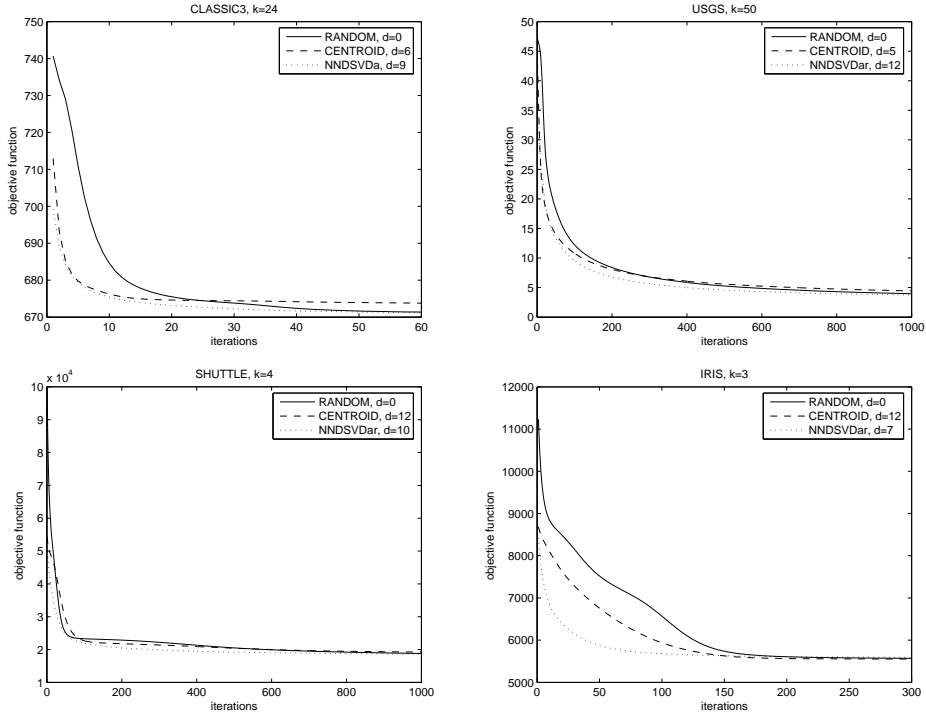 CLASSIC3, k=24
750
740
730
720
710
700
690
680
670
0
10
20
30
40
50
60
objective function
iterations
RANDOM, d=0
CENTROID, d=6
NNDSVDa, d=9
USGS, k=50
50
45
40
35
30
25
20
15
10
5
0
0
200
400
600
800
1000
objective function
iterations
RANDOM, d=0
CENTROID, d=5
NNDSVDar, d=12
SHUTTLE, k=4
x 10^4
10
9
8
7
6
5
4
3
2
1
0
200
400
600
800
1000
objective function
iterations
RANDOM, d=0
CENTROID, d=12
NNDSVDar, d=10
IRIS, k=3
12000
11000
10000
9000
8000
7000
6000
5000
0
50
100
150
200
250
300
objective function
iterations
RANDOM, d=0
CENTROID, d=12
NNDSVDar, d=7